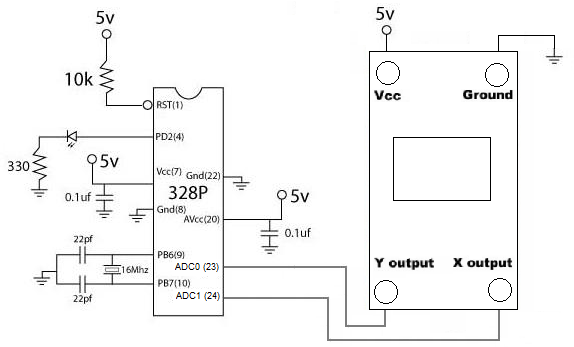 5v
5v
10k
RST(1)
Vcc
Ground
PD2(4)
330
5v
Vcc(7)
Gnd(22)
328P
5v
0.1uf
Gnd(8)
AVcc(20)
0.1uf
22pf
PB6(9)
16Mhz
ADC0 (23)
Y output
X output
PB7(10)
22pf
ADC1 (24)